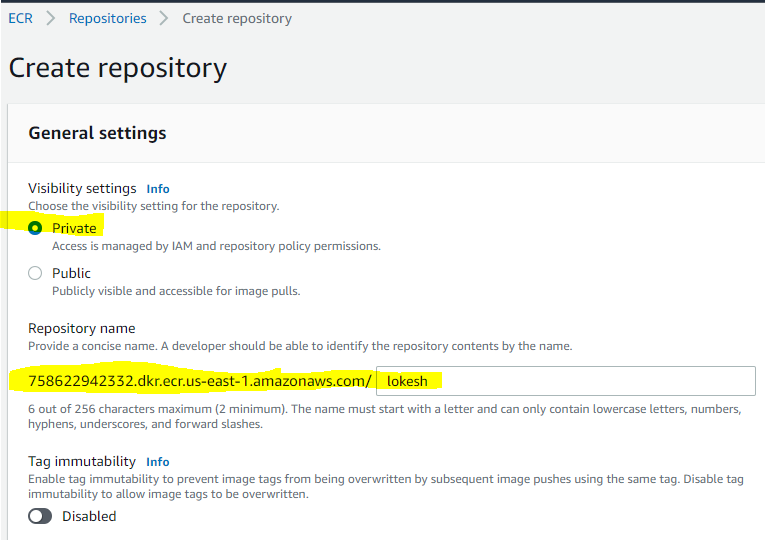 ECR > Repositories > Create repository
Create repository
General settings
Visibility settings Info
Choose the visibility setting for the repository.
Private
Access is managed by IAM and repository policy permissions.
Public
Publicly visible and accessible for image pulls.
Repository name
Provide a concise name. A developer should be able to identify the repository contents by the name.
758622942332.dkr.ecr.us-east-1.amazonaws.com/ lokesh
6 out of 256 characters maximum (2 minimum). The name must start with a letter and can only contain lowercase letters, numbers,
hyphens, underscores, and forward slashes.
Tag immutability Info
Enable tag immutability to prevent image tags from being overwritten by subsequent image pushes using the same tag. Disable tag
immutability to allow image tags to be overwritten.
Disabled